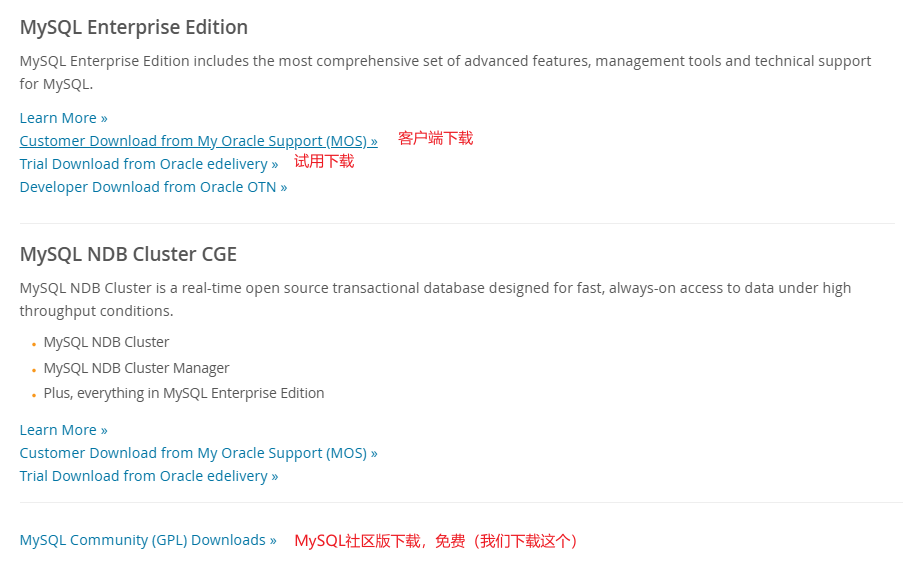 MySQL Enterprise Edition
MySQL Enterprise Edition includes the most comprehensive set of advanced features, management tools and technical support
for MySQL.
Learn More »
Customer Download from My Oracle Support (MOS) » 客户端下载
Trial Download from Oracle edelivery » 试用下载
Developer Download from Oracle OTN »
MySQL NDB Cluster CGE
MySQL NDB Cluster is a real-time open source transactional database designed for fast, always-on access to data under high
throughput conditions.
• MySQL NDB Cluster
• MySQL NDB Cluster Manager
• Plus, everything in MySQL Enterprise Edition
Learn More »
Customer Download from My Oracle Support (MOS) »
Trial Download from Oracle edelivery »
MySQL Community (GPL) Downloads » MySQL社区版下载，免费（我们下载这个）